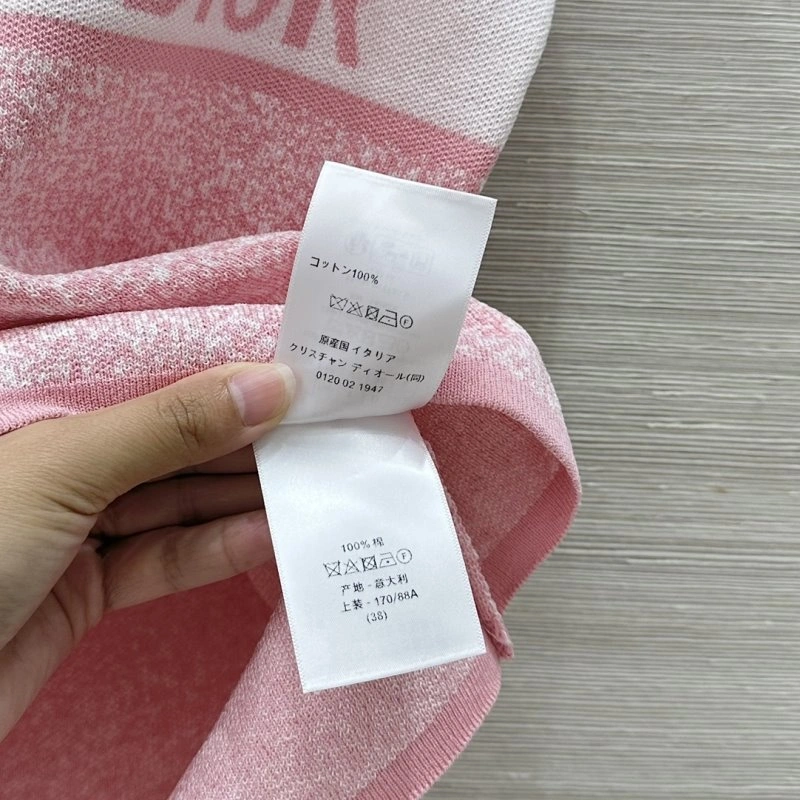 DIOR
コットン100%
F
原産国 イタリア
クリスチャン ディオール(同)
0120 02 1947
100% 棉
F
产地 - 意大利
上装 - 170/88A
(38)